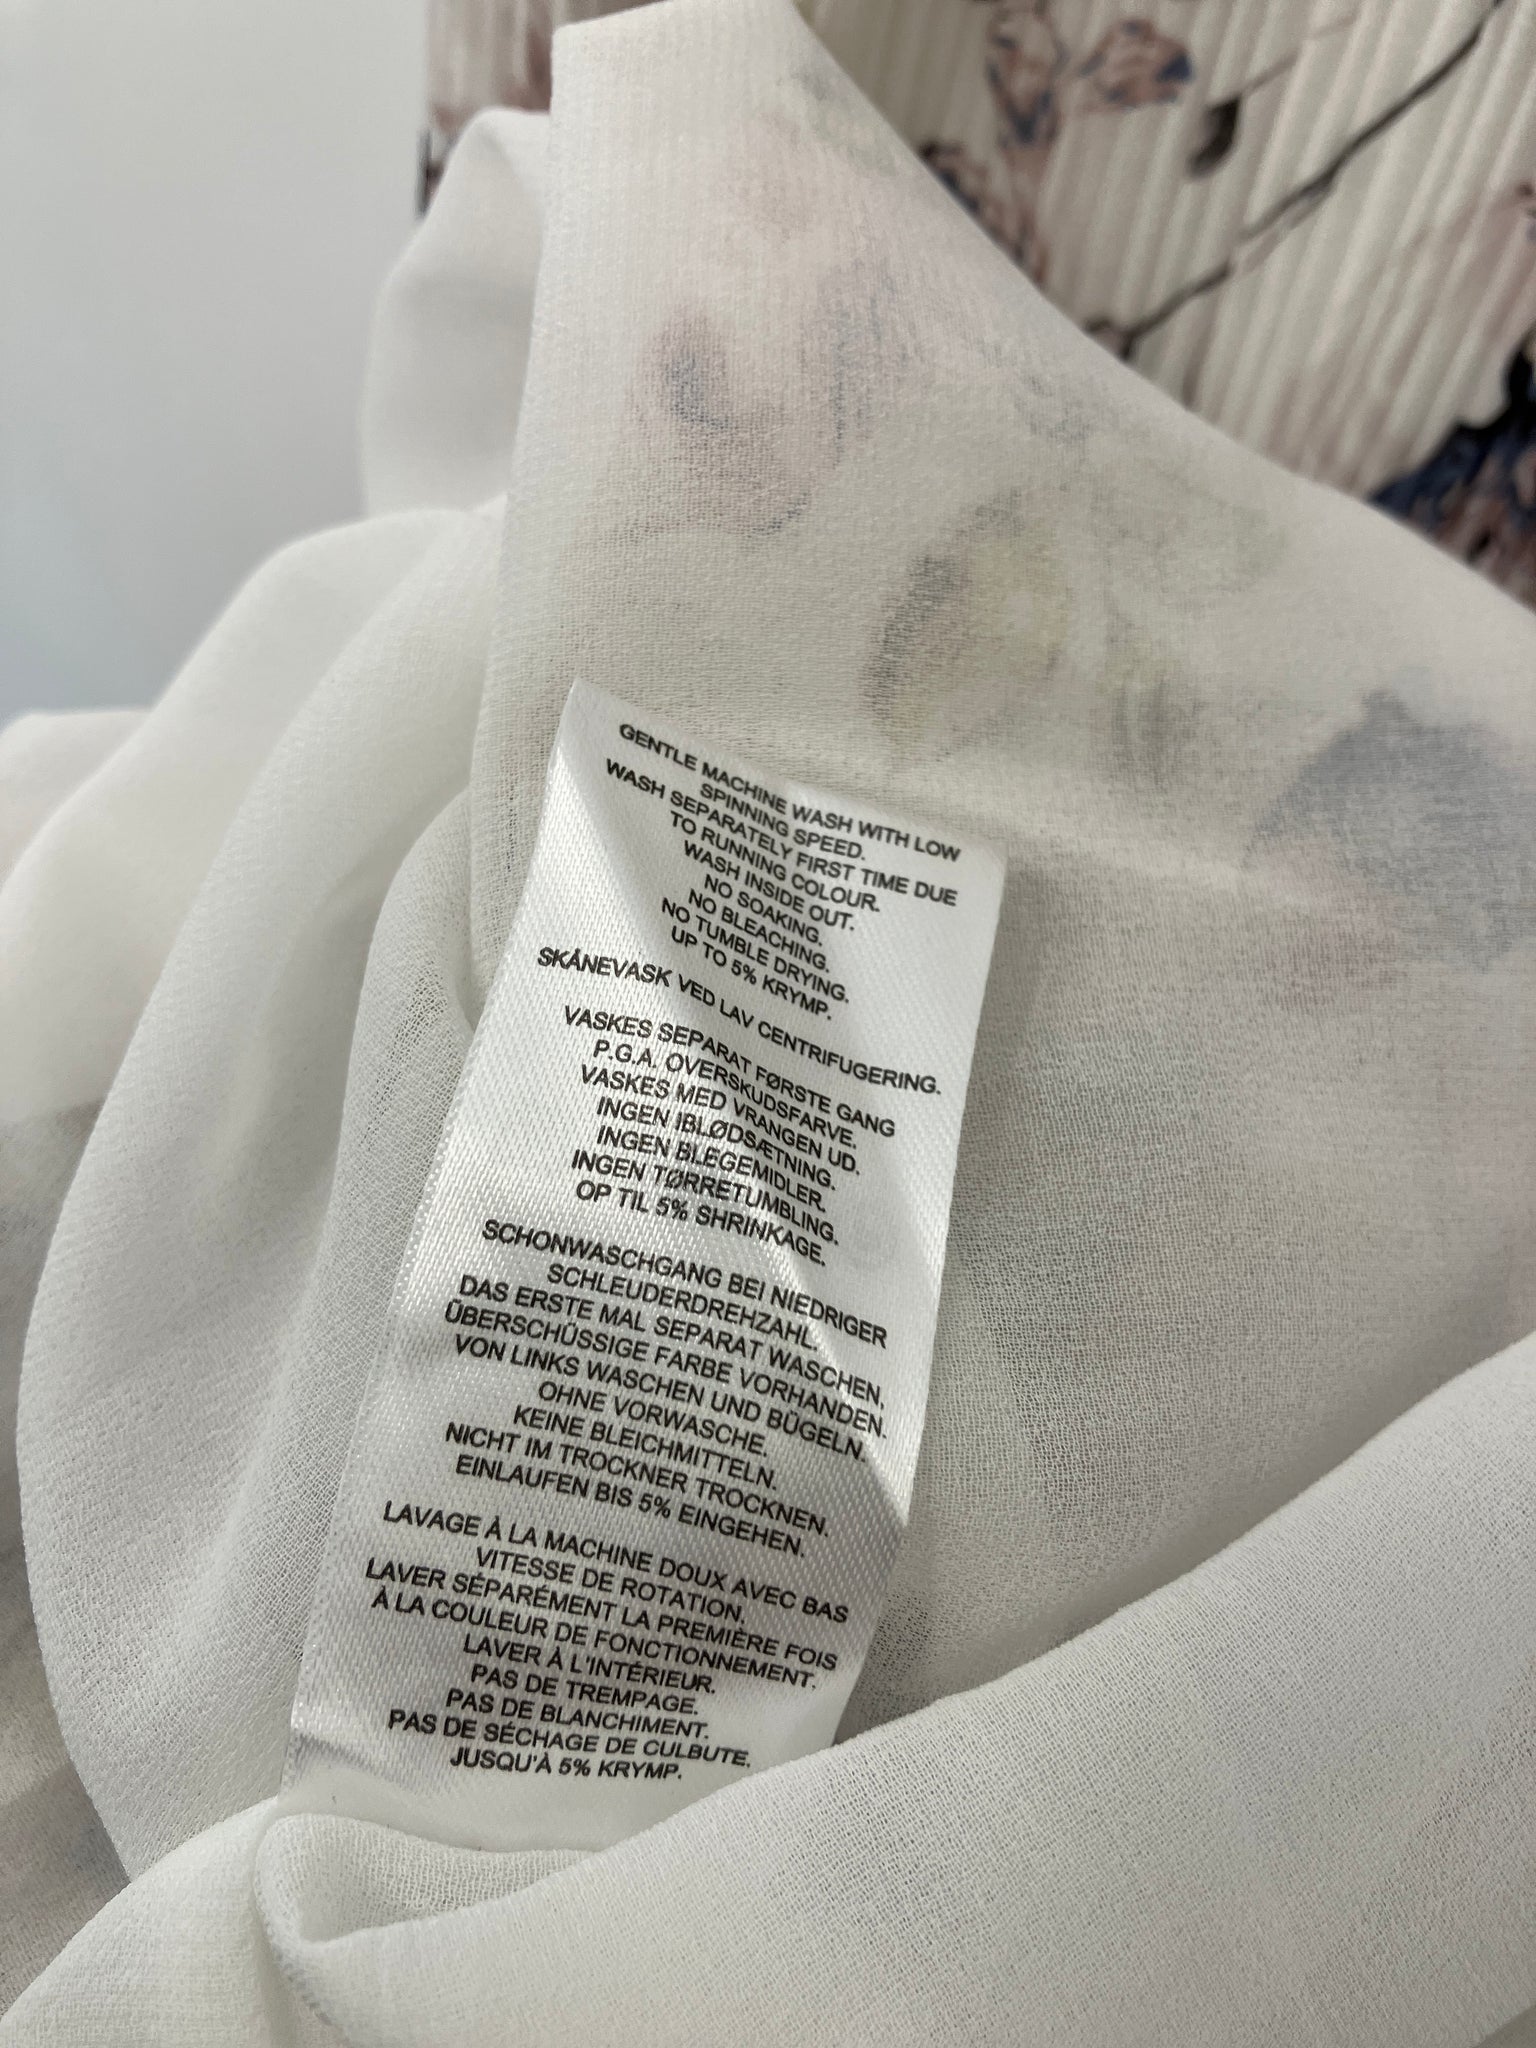 GENTLE MACHINE WASH WITH LOW
SPINNING SPEED.
WASH SEPARATELY FIRST TIME DUE
TO RUNNING COLOUR.
WASH INSIDE OUT.
NO SOAKING.
NO BLEACHING.
NO TUMBLE DRYING.
UP TO 5% KRYMP.
SKÅNEVASK VED LAV CENTRIFUGERING.
VASKES SEPARAT FØRSTE GANG
P.G.A. OVERSKUDSFARVE.
VASKES MED VRANGEN UD.
INGEN IBLØDSÆTNING.
INGEN BLEGEMIDLER.
INGEN TØRRETUMBLING.
OP TIL 5% SHRINKAGE.
SCHONWASCHGANG BEI NIEDRIGER
SCHLEUDERDREHZAHL.
DAS ERSTE MAL SEPARAT WASCHEN,
ÜBERSCHÜSSIGE FARBE VORHANDEN.
VON LINKS WASCHEN UND BÜGELN.
OHNE VORWASCHE.
KEINE BLEICHMITTELN.
NICHT IM TROCKNER TROCKNEN.
EINLAUFEN BIS 5% EINGEHEN.
LAVAGE À LA MACHINE DOUX AVEC BAS
VITESSE DE ROTATION.
LAVER SÉPARÉMENT LA PREMIÈRE FOIS
À LA COULEUR DE FONCTIONNEMENT.
LAVER À L'INTÉRIEUR.
PAS DE TREMPAGE.
PAS DE BLANCHIMENT.
PAS DE SÉCHAGE DE CULBUTE.
JUSQU'À 5% KRYMP.